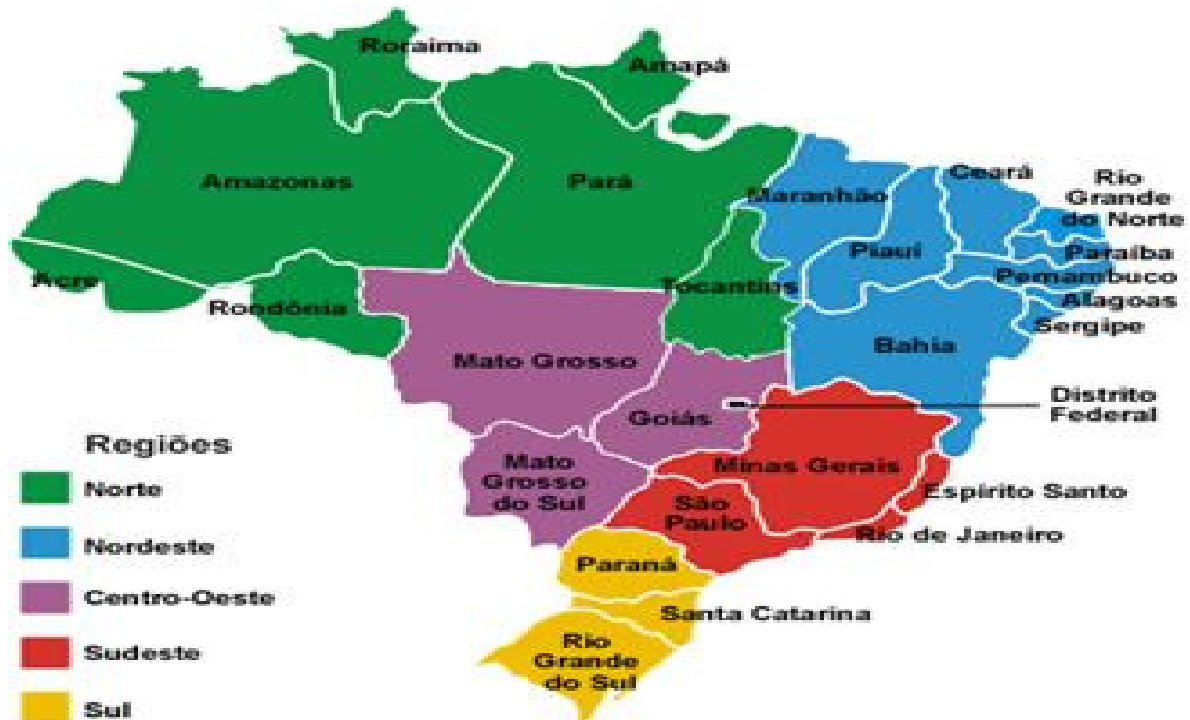 Roraima
Amapá
Amazonas
Pará
Maranhão
Ceará
Rio
Grande
do Norte
Piauí
Paraíba
Pernambuco
Acre
Rondônia
Tocantins
Alagoas
Sergipe
Bahia
Mato Grosso
Distrito
Federal
Goiás
Regiões
Mato
Grosso
do Sul
Minas Gerais
Norte
Espírito Santo
São
Paulo
Rio de Janeiro
Nordeste
Paraná
Centro-Oeste
Santa Catarina
Rio
Grande
do Sul
Sudeste
Sul